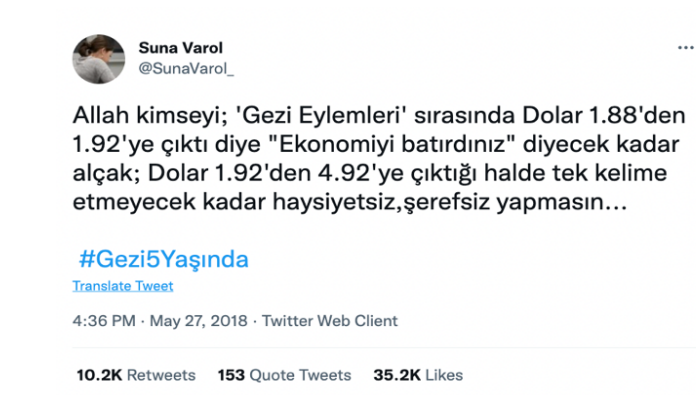 Suna Varol
@SunaVarol_
Allah kimseyi; 'Gezi Eylemleri' sırasında Dolar 1.88'den
1.92'ye çıktı diye "Ekonomiyi batırdınız" diyecek kadar
alçak; Dolar 1.92'den 4.92'ye çıktığı halde tek kelime
etmeyecek kadar haysiyetsiz,şerefsiz yapmasın...
#Gezi5Yaşında
Translate Tweet
4:36 PM · May 27, 2018 · Twitter Web Client
10.2K Retweets 153 Quote Tweets 35.2K Likes